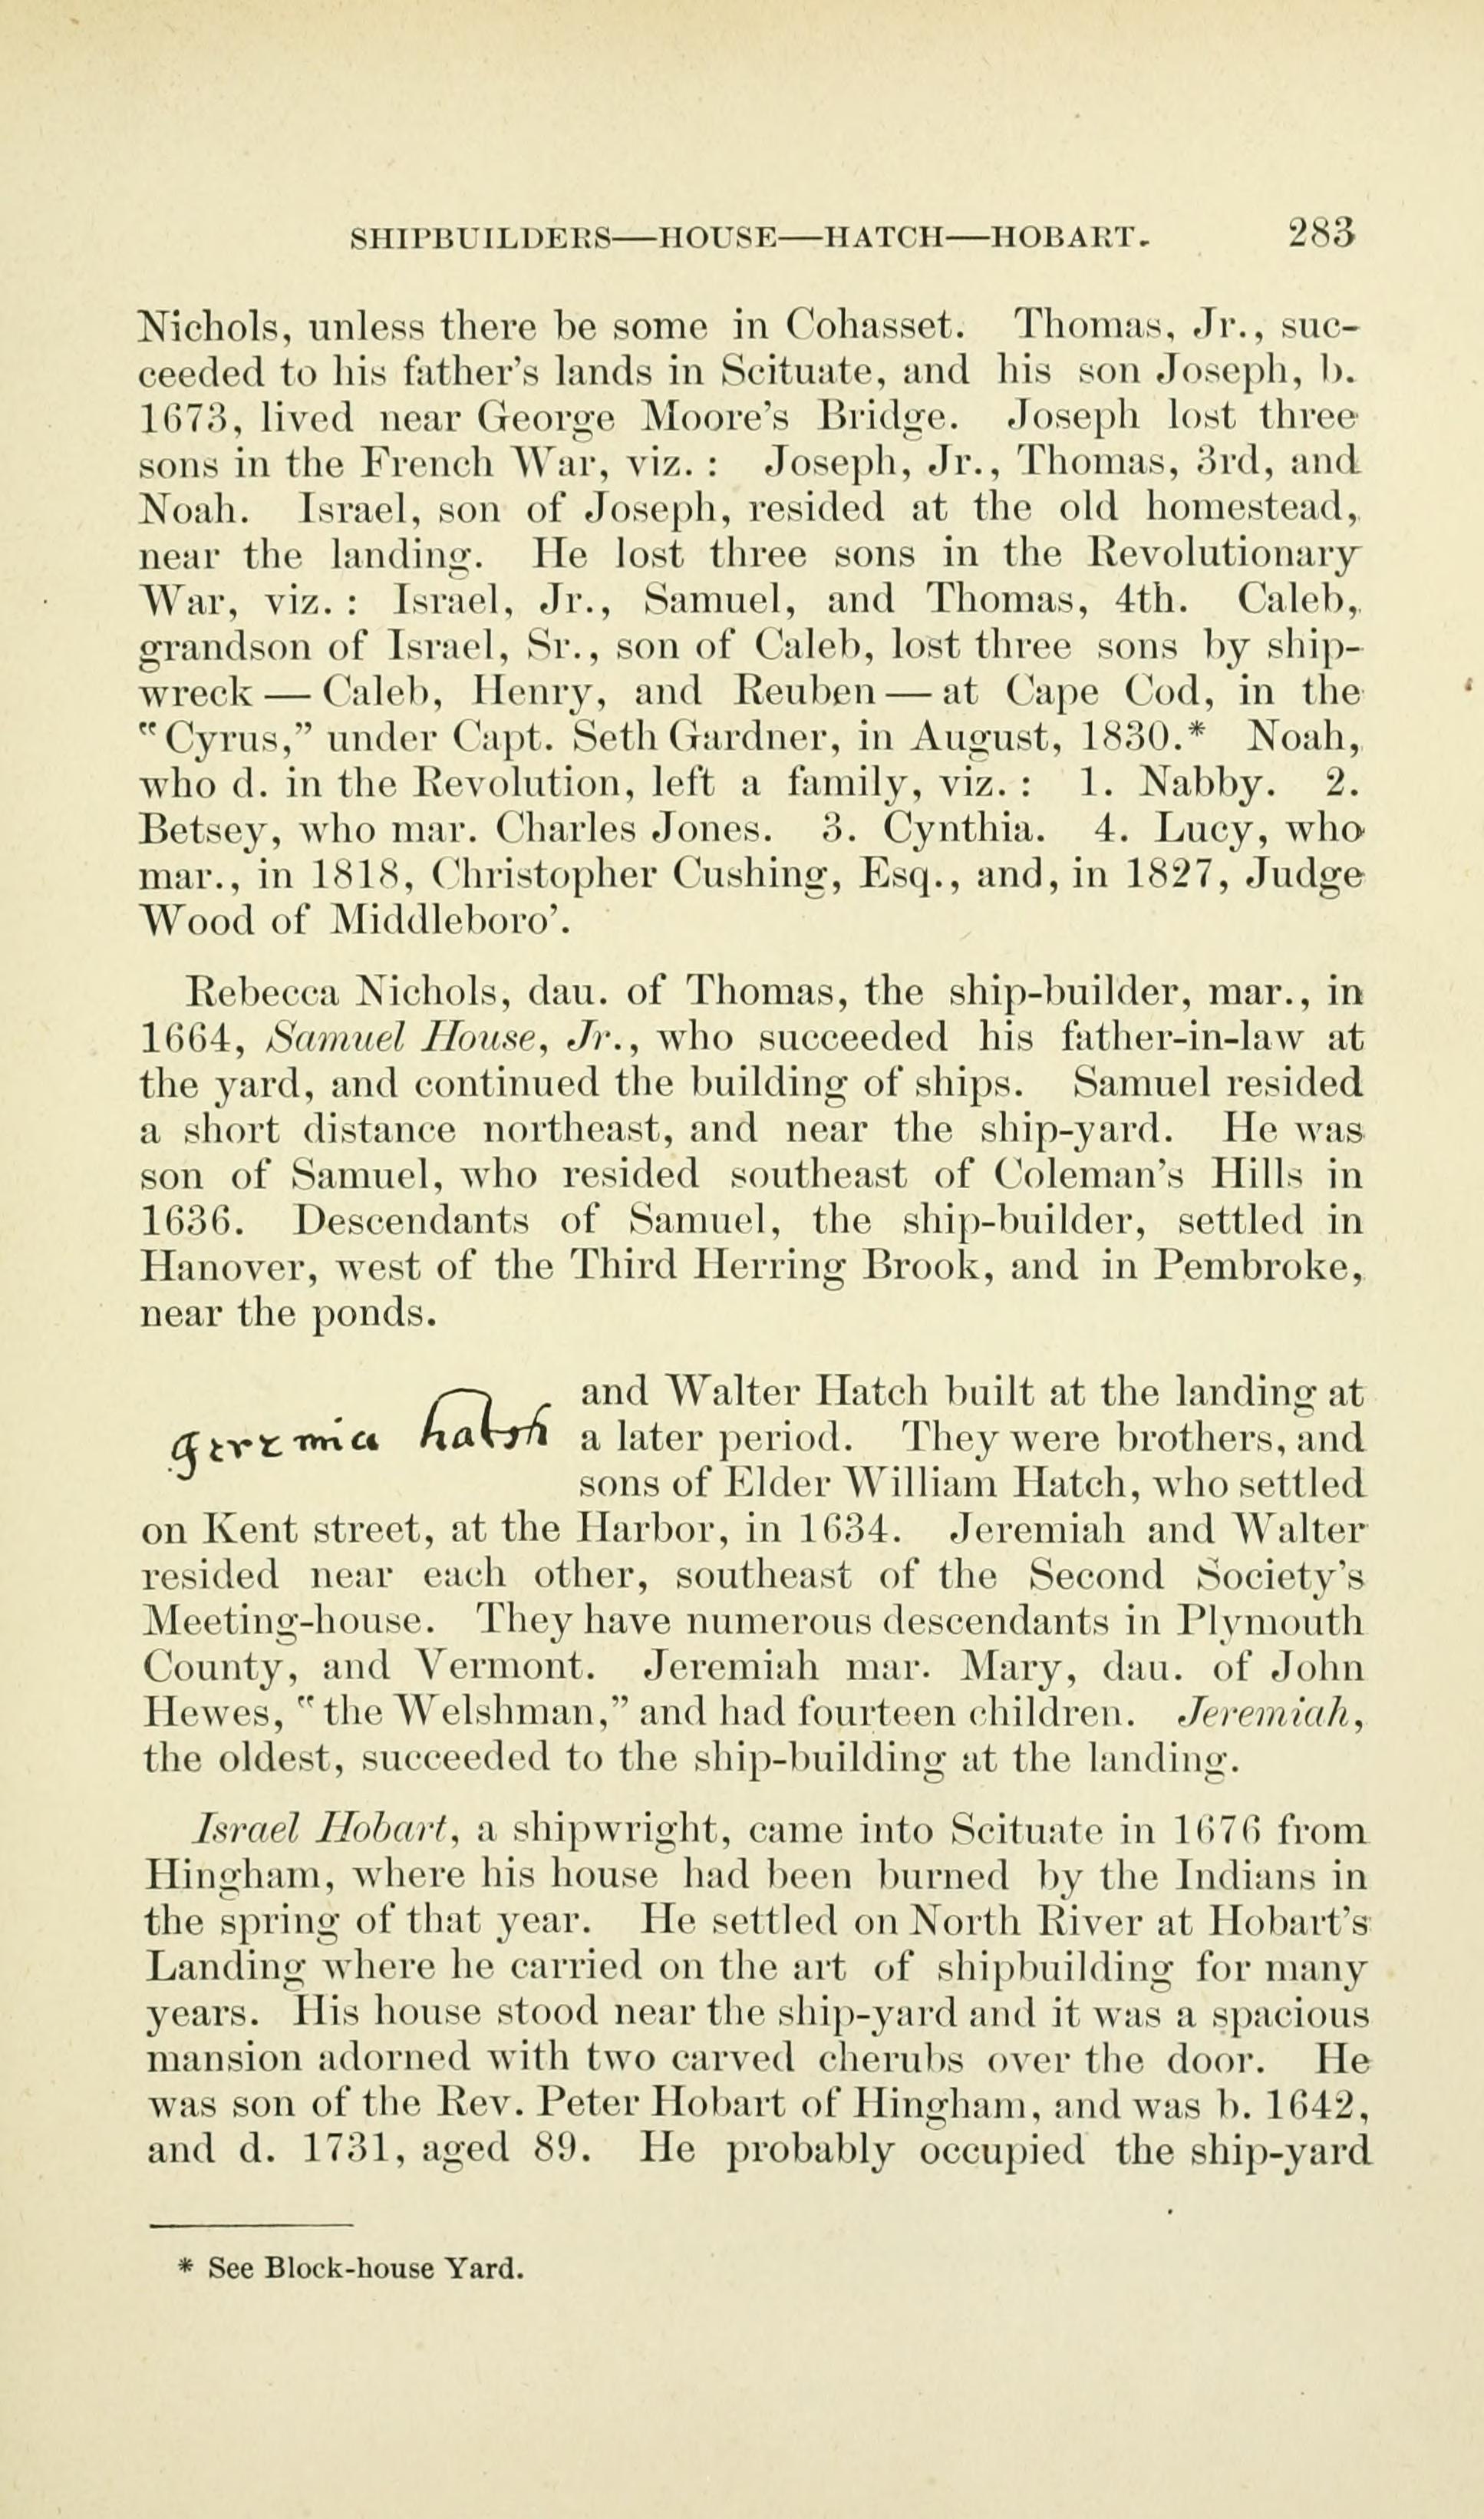 SHIPBUILDERS—HOUSE—HATCH—HOBART. 283
Nichols, unless there be some in Cohasset. Thomas, Jr., suc-
ceeded to his father's lands in Scituate, and his son Joseph, b.
1673, lived near George Moore's Bridge. Joseph lost three
sons in the French War, viz.: Joseph, Jr., Thomas, 3rd, and
Noah. Israel, son of Joseph, resided at the old homestead,
near the landing. He lost three sons in the Revolutionary
War, viz.: Israel, Jr., Samuel, and Thomas, 4th. Caleb,
grandson of Israel, Sr., son of Caleb, lost three sons by ship-
wreck — Caleb, Henry, and Reuben — at Cape Cod, in the
"Cyrus," under Capt. Seth Gardner, in August, 1830.* Noah,
who d. in the Revolution, left a family, viz.: 1. Nabby. 2.
Betsey, who mar. Charles Jones. 3. Cynthia. 4. Lucy, who
mar., in 1818, Christopher Cushing, Esq., and, in 1827, Judge
Wood of Middleboro'.
Rebecca Nichols, dau. of Thomas, the ship-builder, mar., in
1664, Samuel House, Jr., who succeeded his father-in-law at
the yard, and continued the building of ships. Samuel resided
a short distance northeast, and near the ship-yard. He was
son of Samuel, who resided southeast of Coleman's Hills in
1636. Descendants of Samuel, the ship-builder, settled in
Hanover, west of the Third Herring Brook, and in Pembroke,
near the ponds.
and Walter Hatch built at the landing at
geremia hatch a later period. They were brothers, and
sons of Elder William Hatch, who settled
on Kent street, at the Harbor, in 1634. Jeremiah and Walter
resided near each other, southeast of the Second Society's
Meeting-house. They have numerous descendants in Plymouth
County, and Vermont. Jeremiah mar. Mary, dau. of John
Hewes, "the Welshman," and had fourteen children. Jeremiah,
the oldest, succeeded to the ship-building at the landing.
Israel Hobart, a shipwright, came into Scituate in 1676 from
Hingham, where his house had been burned by the Indians in
the spring of that year. He settled on North River at Hobart's
Landing where he carried on the art of shipbuilding for many
years. His house stood near the ship-yard and it was a spacious
mansion adorned with two carved cherubs over the door. He
was son of the Rev. Peter Hobart of Hingham, and was b. 1642,
and d. 1731, aged 89. He probably occupied the ship-yard
* See Block-house Yard.